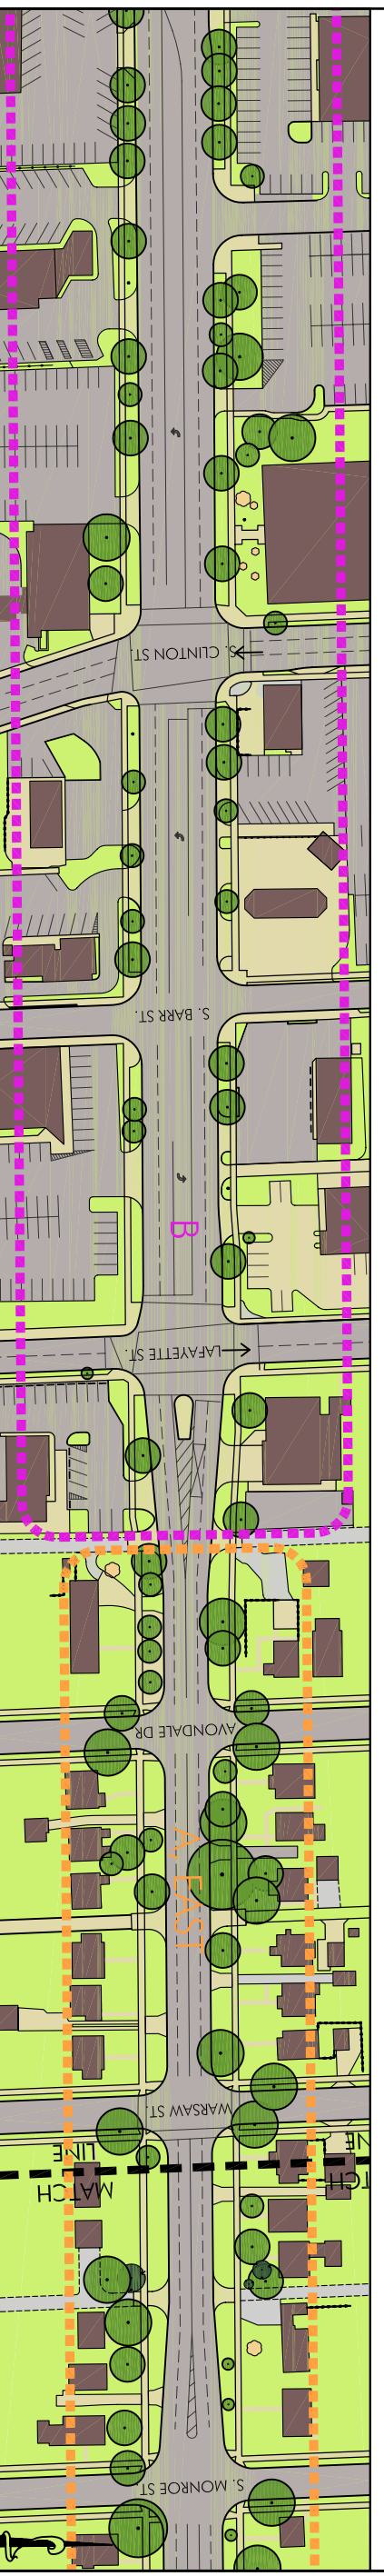 S. CLINTON ST.
S. BARR ST.
B
LAFAYETTE ST.
AVONDALE DR
A, EAST
WARSAW ST.
MATCH
LINE
S. MONROE ST.